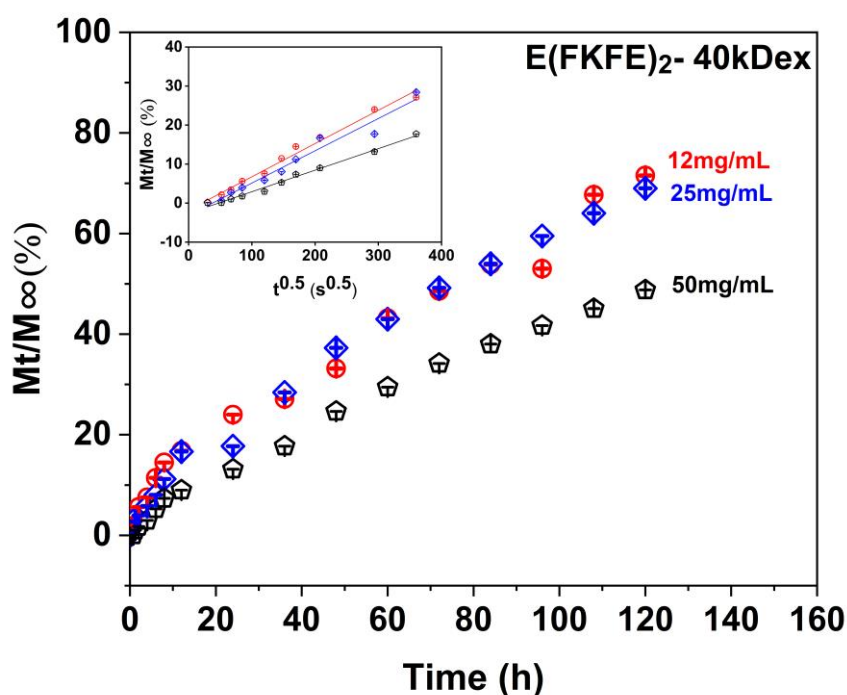 E(FKFE)2- 40kDex
100
80
60
40
20
0
Mt/M∞(%)
40
30
20
10
0
-10
Mt/M∞(%)
0 100 200 300 400
t0.5 (s0.5)
12mg/mL
25mg/mL
50mg/mL
0 20 40 60 80 100 120 140 160
Time (h)